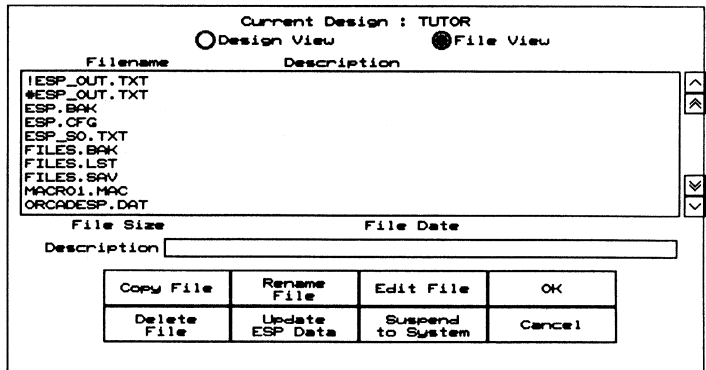 Current Design : TUTOR
Design View File View
Filename Description
!ESP_OUT.TXT
#ESP_OUT.TXT
ESP.BAK
ESP.CFG
ESP_SO.TXT
FILES.BAK
FILES.LST
FILES.SAV
MACRO1.MAC
ORCADESP.DAT
File Size File Date
Description
Copy File Rename File Edit File OK
Delete File Update ESP Data Suspend to System Cancel